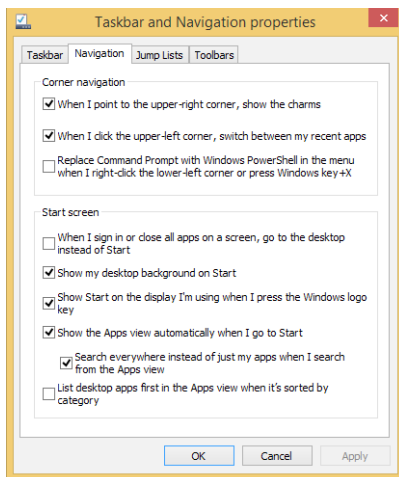 Taskbar and Navigation properties
Taskbar Navigation Jump Lists Toolbars
Corner navigation
When I point to the upper-right corner, show the charms
When I click the upper-left corner, switch between my recent apps
Replace Command Prompt with Windows PowerShell in the menu
when I right-click the lower-left corner or press Windows key+X
Start screen
When I sign in or close all apps on a screen, go to the desktop
instead of Start
Show my desktop background on Start
Show Start on the display I'm using when I press the Windows logo
key
Show the Apps view automatically when I go to Start
Search everywhere instead of just my apps when I search
from the Apps view
List desktop apps first in the Apps view when it's sorted by
category
OK Cancel Apply